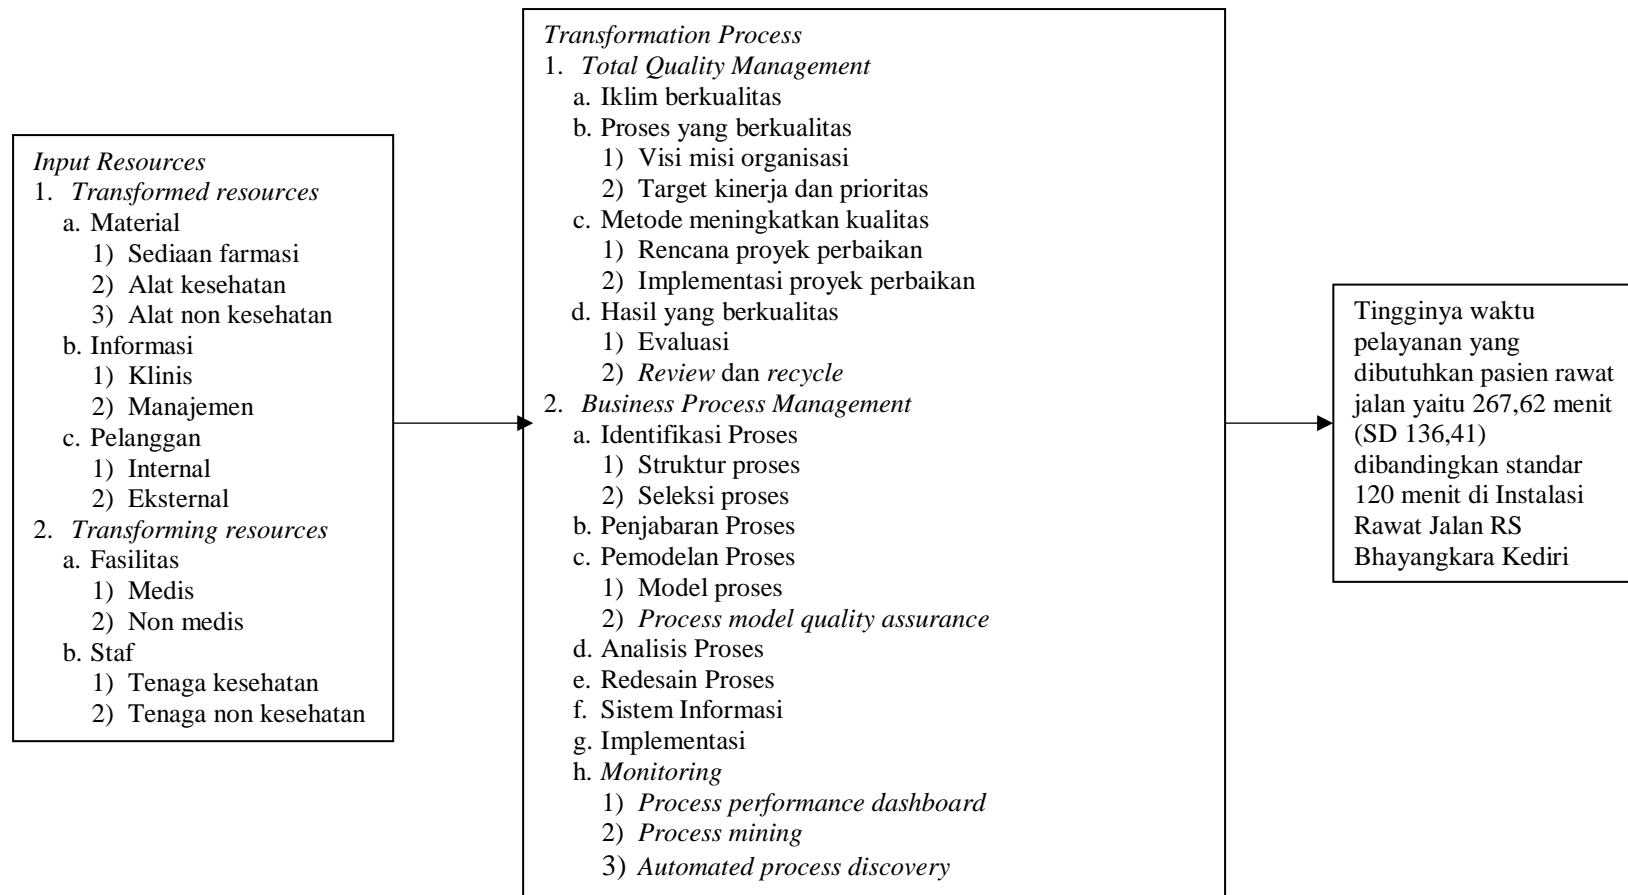 Input Resources
1. Transformed resources
a. Material
1) Sediaan farmasi
2) Alat kesehatan
3) Alat non kesehatan
b. Informasi
1) Klinis
2) Manajemen
c. Pelanggan
1) Internal
2) Eksternal
2. Transforming resources
a. Fasilitas
1) Medis
2) Non medis
b. Staf
1) Tenaga kesehatan
2) Tenaga non kesehatan
Transformation Process
1. Total Quality Management
a. Iklim berkualitas
b. Proses yang berkualitas
1) Visi misi organisasi
2) Target kinerja dan prioritas
c. Metode meningkatkan kualitas
1) Rencana proyek perbaikan
2) Implementasi proyek perbaikan
d. Hasil yang berkualitas
1) Evaluasi
2) Review dan recycle
2. Business Process Management
a. Identifikasi Proses
1) Struktur proses
2) Seleksi proses
b. Penjabaran Proses
c. Pemodelan Proses
1) Model proses
2) Process model quality assurance
d. Analisis Proses
e. Redesain Proses
f. Sistem Informasi
g. Implementasi
h. Monitoring
1) Process performance dashboard
2) Process mining
3) Automated process discovery
Tingginya waktu
pelayanan yang
dibutuhkan pasien rawat
jalan yaitu 267,62 menit
(SD 136,41)
dibandingkan standar
120 menit di Instalasi
Rawat Jalan RS
Bhayangkara Kediri